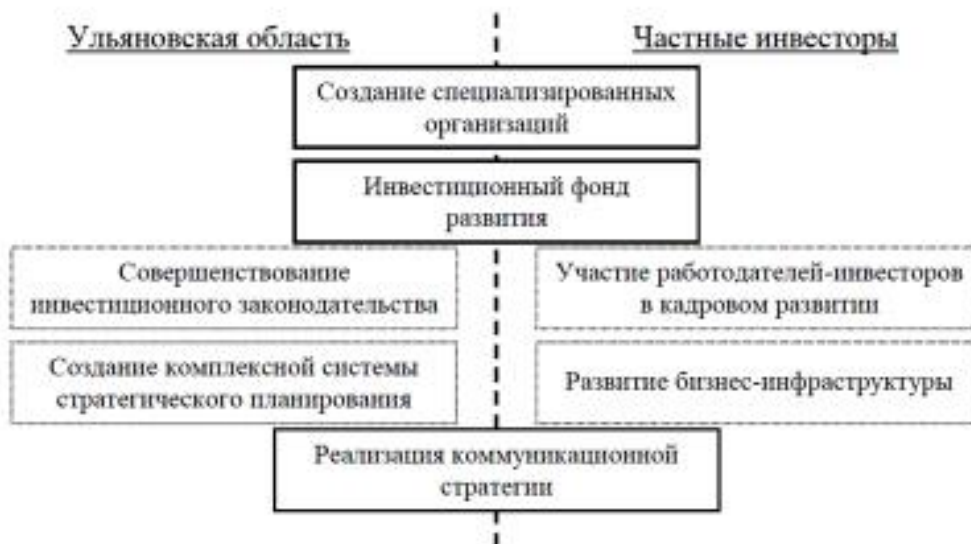 Ульяновская область
Частные инвесторы
Создание специализированных
организаций
Инвестиционный фонд
развития
Совершенствование
инвестиционного законодательства
Участие работодателей-инвесторов
в кадровом развитии
Создание комплексной системы
стратегического планирования
Развитие бизнес-инфраструктуры
Реализация коммуникационной
стратегии